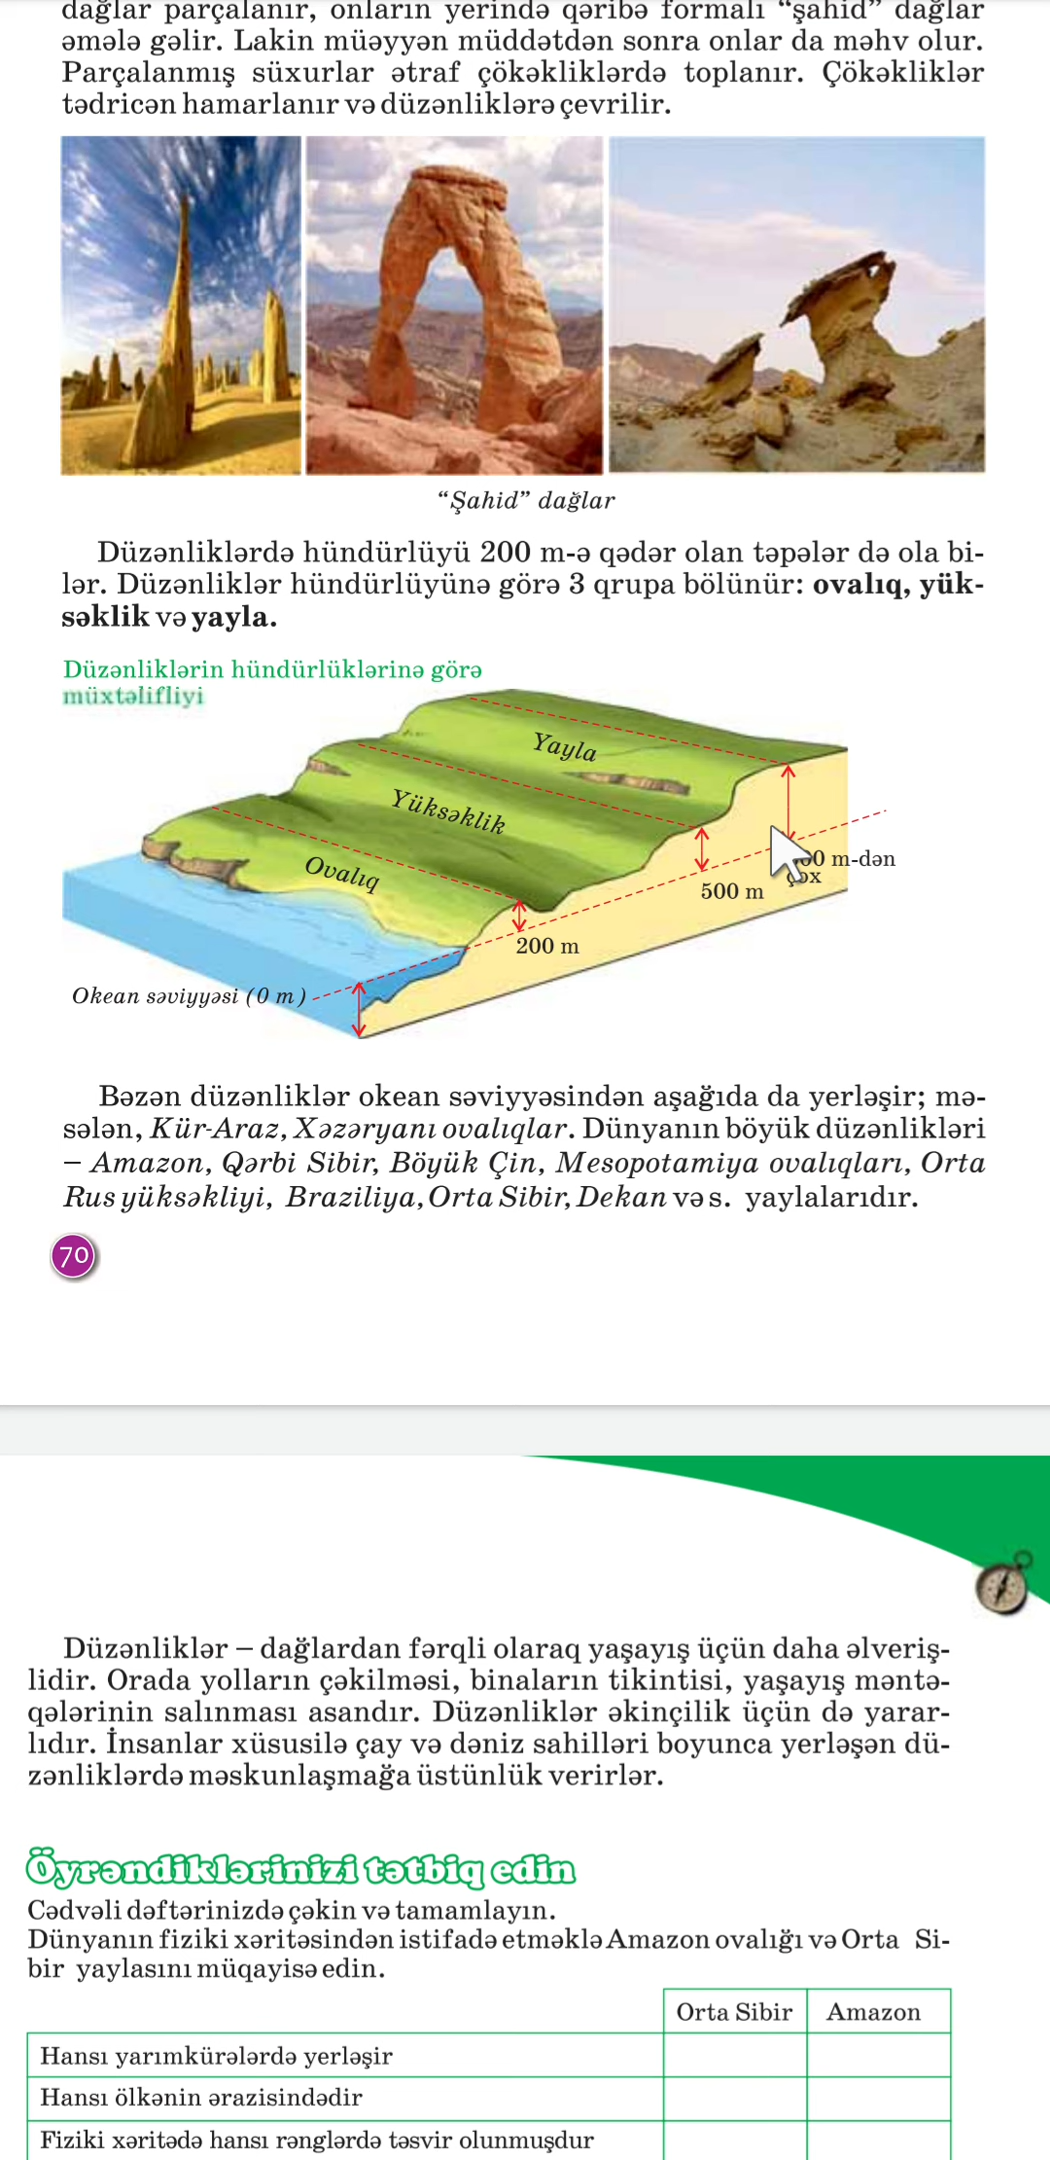 dağlar parçalanır, onların yerində qəribə formalı “şahid” dağlar
əmələ gəlir. Lakin müəyyən müddətdən sonra onlar da məhv olur.
Parçalanmış süxurlar ətraf çökəkliklərdə toplanır. Çökəkliklər
tədricən hamarlanır və düzənliklərə çevrilir.
“Şahid” dağlar
Düzənliklərdə hündürlüyü 200 m-ə qədər olan təpələr də ola bi-
lər. Düzənliklər hündürlüyünə görə 3 qrupa bölünür: ovalıq, yük-
səklik və yayla.
Düzənliklərin hündürlüklərinə görə
müxtəlifliyi
Yayla
Yüksəklik
Ovalıq
m-dən
500 m
200 m
Okean səviyyəsi (0 m)
Bəzən düzənliklər okean səviyyəsindən aşağıda da yerləşir; mə-
sələn, Kür-Araz, Xəzəryanı ovalıqlar. Dünyanın böyük düzənlikləri
– Amazon, Qərbi Sibir, Böyük Çin, Mesopotamiya ovalıqları, Orta
Rus yüksəkliyi, Braziliya, Orta Sibir, Dekan və s. yaylalarıdır.
70
Düzənliklər – dağlardan fərqli olaraq yaşayış üçün daha əlveriş-
lidir. Orada yolların çəkilməsi, binaların tikintisi, yaşayış məntə-
qələrinin salınması asandır. Düzənliklər əkinçilik üçün də yarar-
lıdır. İnsanlar xüsusilə çay və dəniz sahilləri boyunca yerləşən dü-
zənliklərdə məskunlaşmağa üstünlük verirlər.
Öyrəndiklərinizi tətbiq edin
Cədvəli dəftərinizdə çəkin və tamamlayın.
Dünyanın fiziki xəritəsindən istifadə etməklə Amazon ovalığı və Orta Si-
bir yaylasını müqayisə edin.
Orta Sibir Amazon
Hansı yarımkürələrdə yerləşir
Hansı ölkənin ərazisindədir
Fiziki xəritədə hansı rənglərdə təsvir olunmuşdur